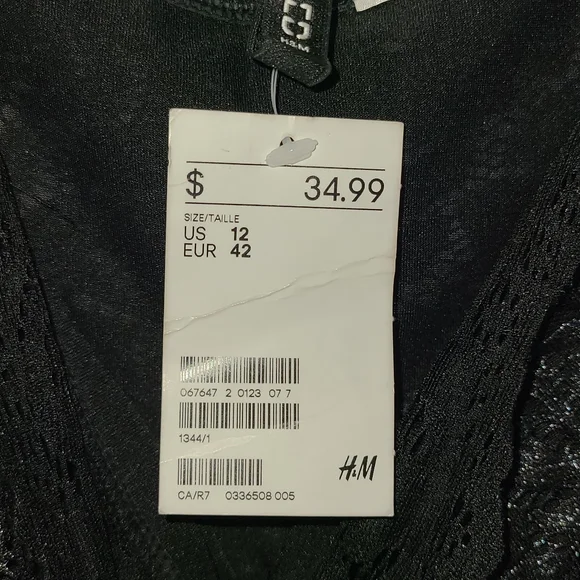 H&M
$ 34.99
SIZE/TAILLE
US 12
EUR 42
067647 2 0123 07 7
1344/1
CA/R7 0336508 005
H&M